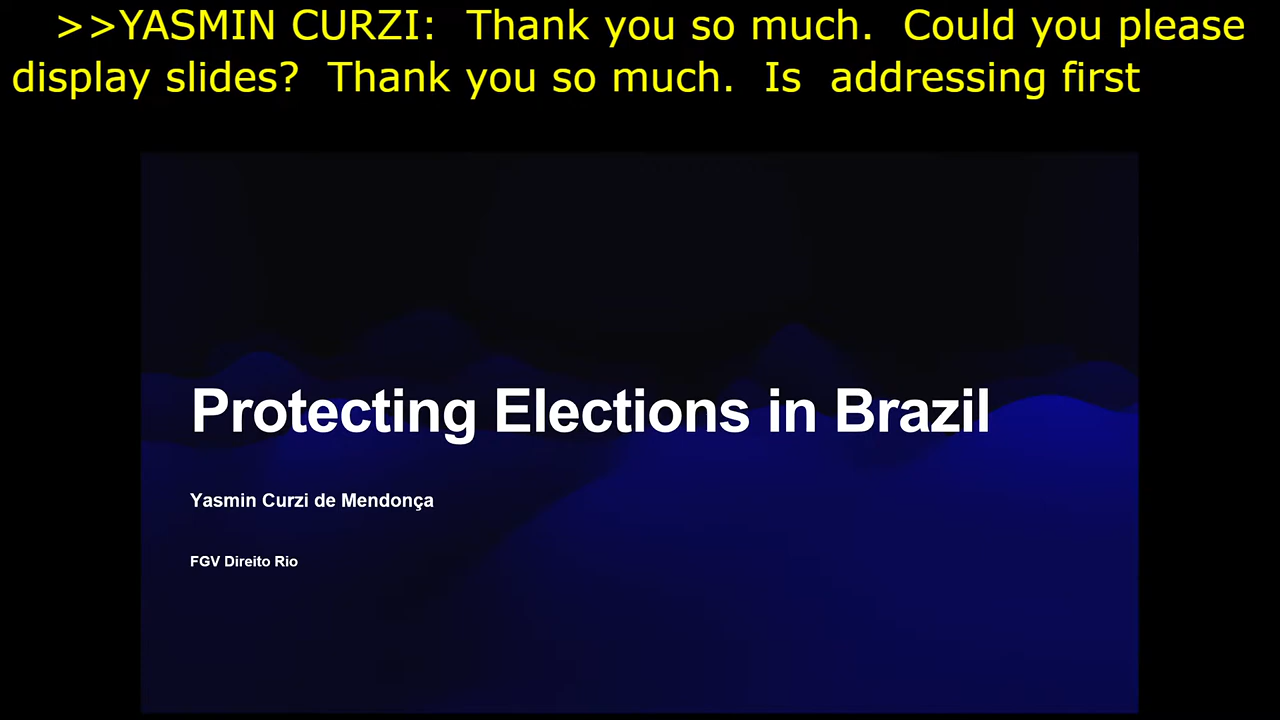 >>YASMIN CURZI:  Thank you so much.  Could you please
display slides?  Thank you so much.  Is  addressing first
Protecting Elections in Brazil
Yasmin Curzi de Mendonça
FGV Direito Rio